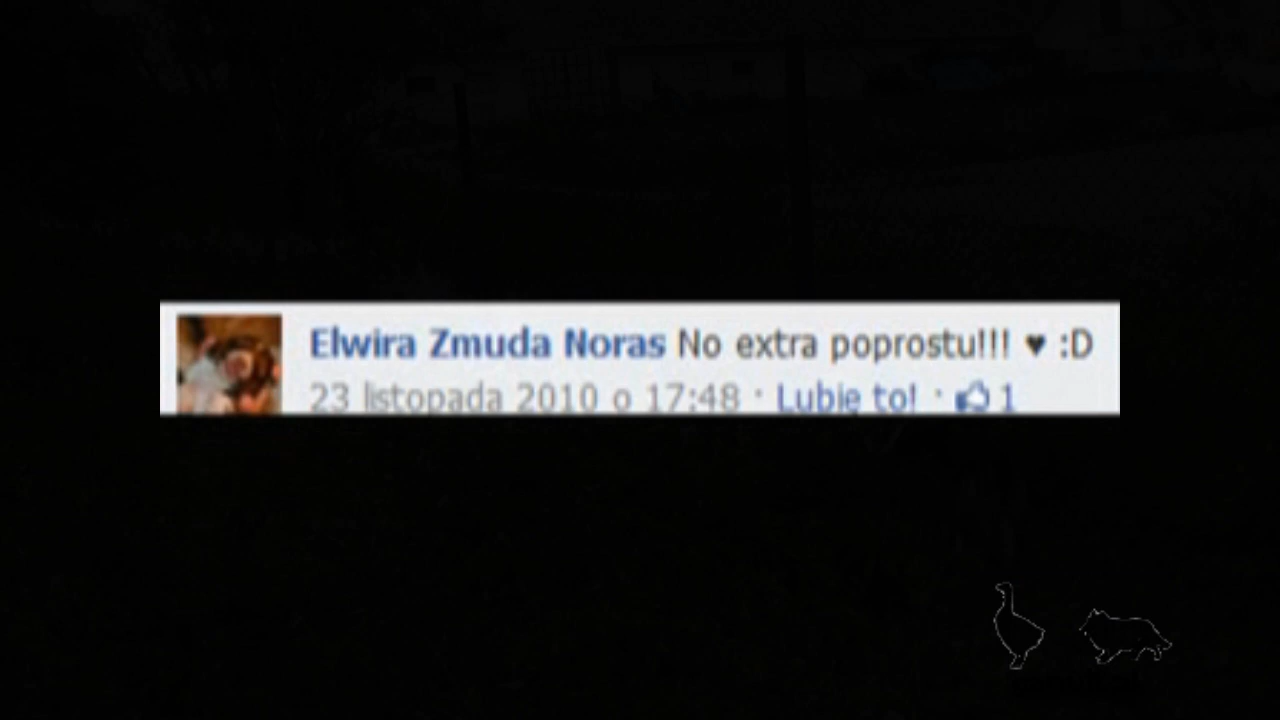 Elwira Zmuda Noras No extra poprostu!!! ♥ :D
23 listopada 2010 o 17:48 · Lubię to! · 1